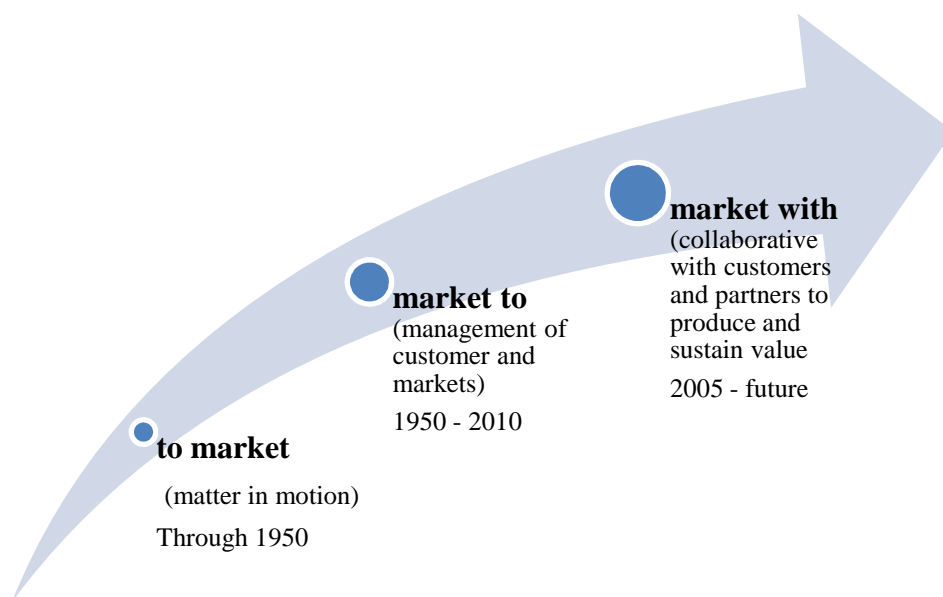 to market
(matter in motion)
Through 1950
market to
(management of
customer and
markets)
1950 - 2010
market with
(collaborative
with customers
and partners to
produce and
sustain value
2005 - future